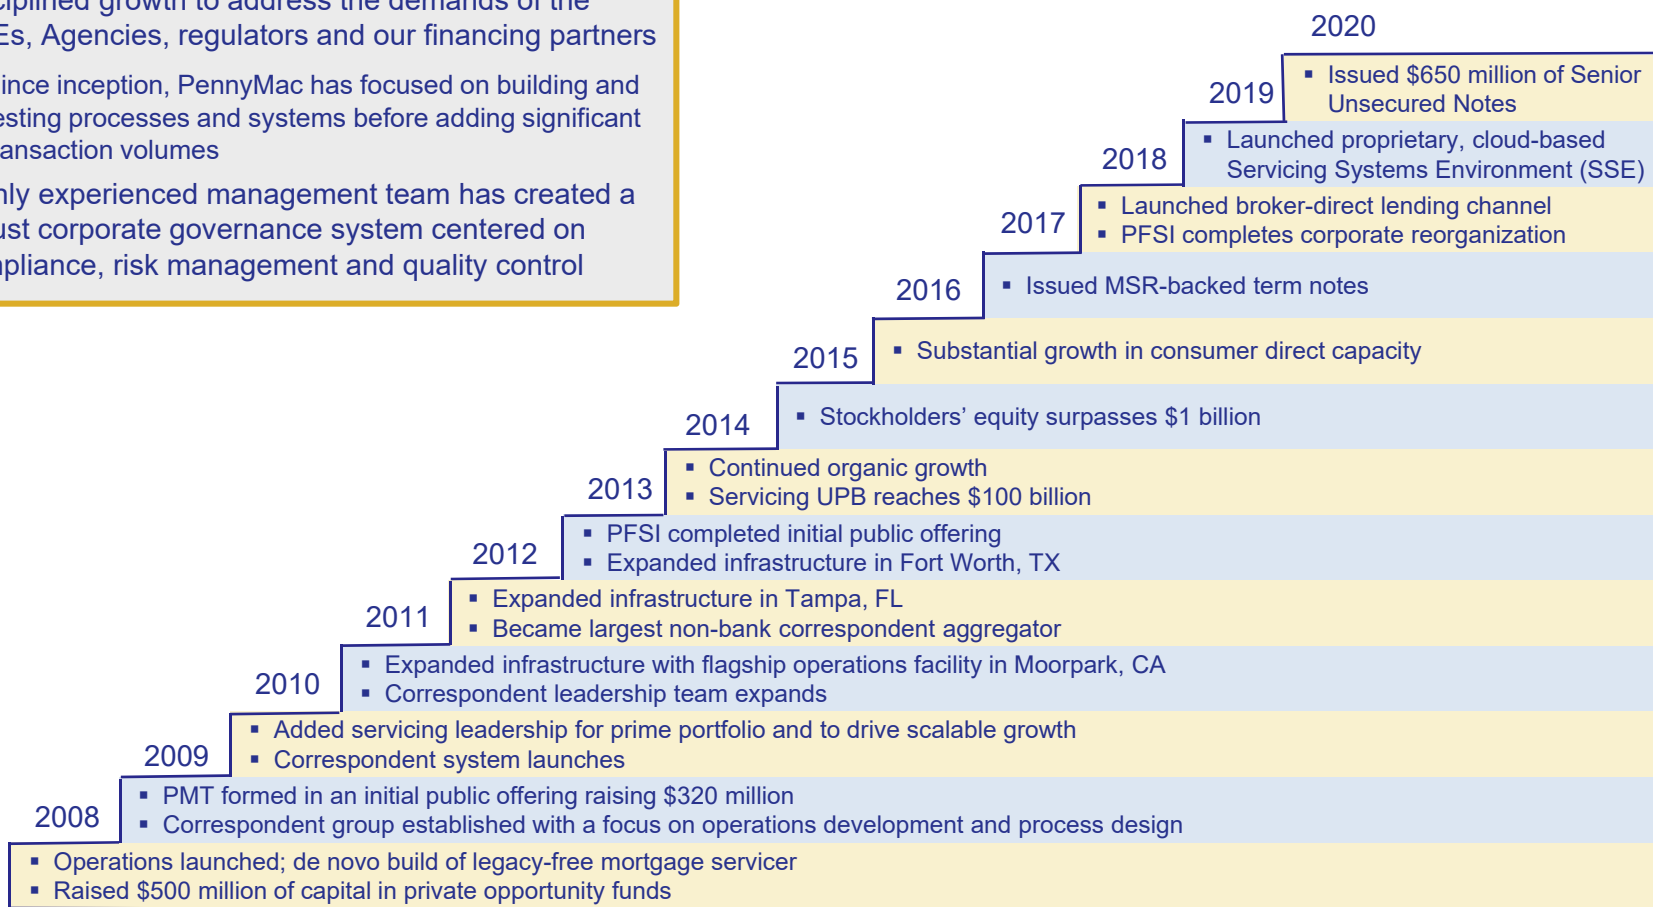 growth to address the demands of the
Agencies, regulators and our financing partners
inception, PennyMac has focused on building and
processes and systems before adding significant
volumes
experienced management team has created a
corporate governance system centered on
risk management and quality control
2020
▪ Issued $650 million of Senior
Unsecured Notes
2019
▪ Launched proprietary, cloud-based
Servicing Systems Environment (SSE)
2018
▪ Launched broker-direct lending channel
▪ PFSI completes corporate reorganization
2017
▪ Issued MSR-backed term notes
2016
▪ Substantial growth in consumer direct capacity
2015
▪ Stockholders’ equity surpasses $1 billion
2014
▪ Continued organic growth
▪ Servicing UPB reaches $100 billion
2013
▪ PFSI completed initial public offering
▪ Expanded infrastructure in Fort Worth, TX
2012
▪ Expanded infrastructure in Tampa, FL
▪ Became largest non-bank correspondent aggregator
2011
▪ Expanded infrastructure with flagship operations facility in Moorpark, CA
▪ Correspondent leadership team expands
2010
▪ Added servicing leadership for prime portfolio and to drive scalable growth
▪ Correspondent system launches
2009
▪ PMT formed in an initial public offering raising $320 million
▪ Correspondent group established with a focus on operations development and process design
2008
▪ Operations launched; de novo build of legacy-free mortgage servicer
▪ Raised $500 million of capital in private opportunity funds